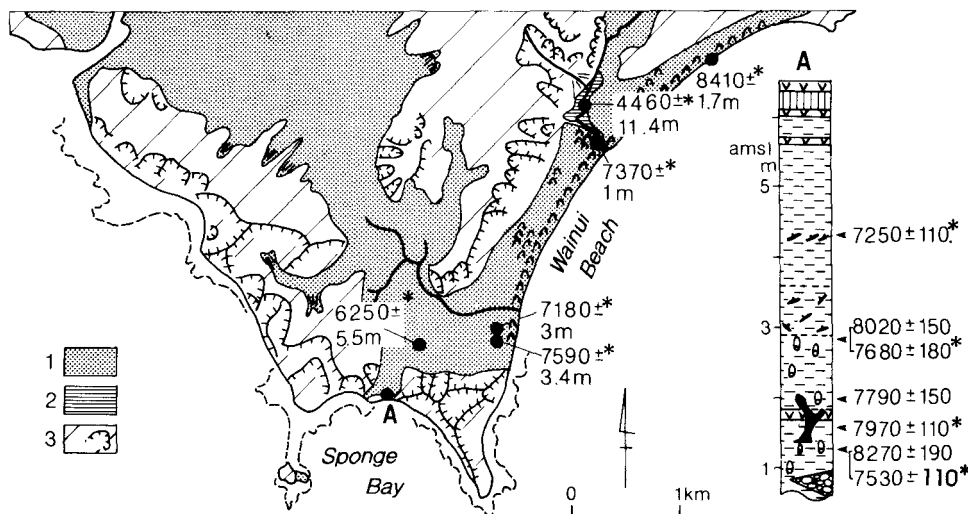 8410±*
1.7m
4460±*
11.4m
7370±*
1m
Wainui
Beach
6250± *
5.5m
7180±*
3m
7590±*
3.4m
A
Sponge
Bay
1
2
3
0 1km
A
amsl
m
5
7250±110*
3
8020±150
7680±180*
7790±150
7970±110*
8270±190
1
7530±110*